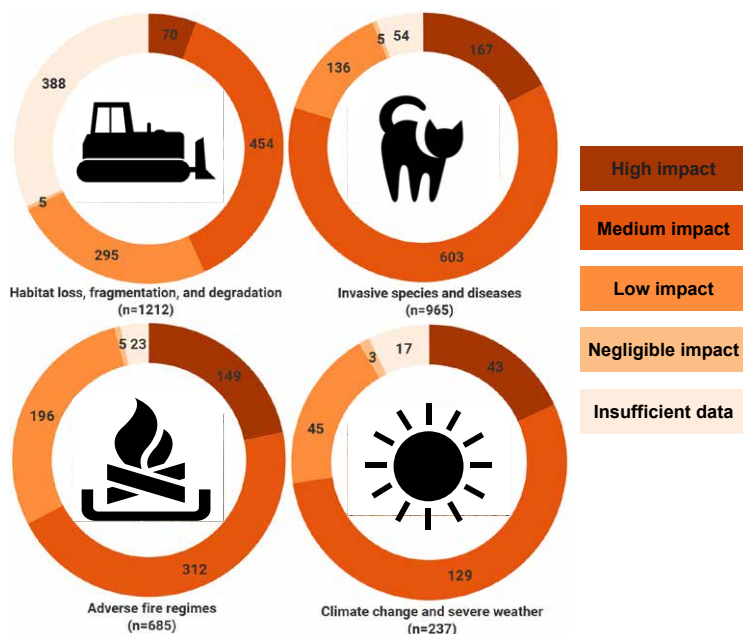 70
388
454
5
295
Habitat loss, fragmentation, and degradation
(n=1212)
5 54
167
136
603
Invasive species and diseases
(n=965)
High impact
Medium impact
Low impact
Negligible impact
Insufficient data
5 23
149
196
312
Adverse fire regimes
(n=685)
17
3
43
45
129
Climate change and severe weather
(n=237)